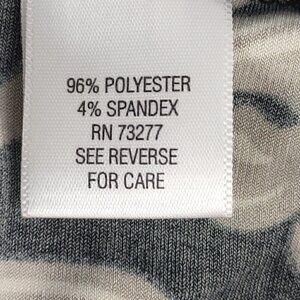 96% POLYESTER
4% SPANDEX
RN 73277
SEE REVERSE
FOR CARE